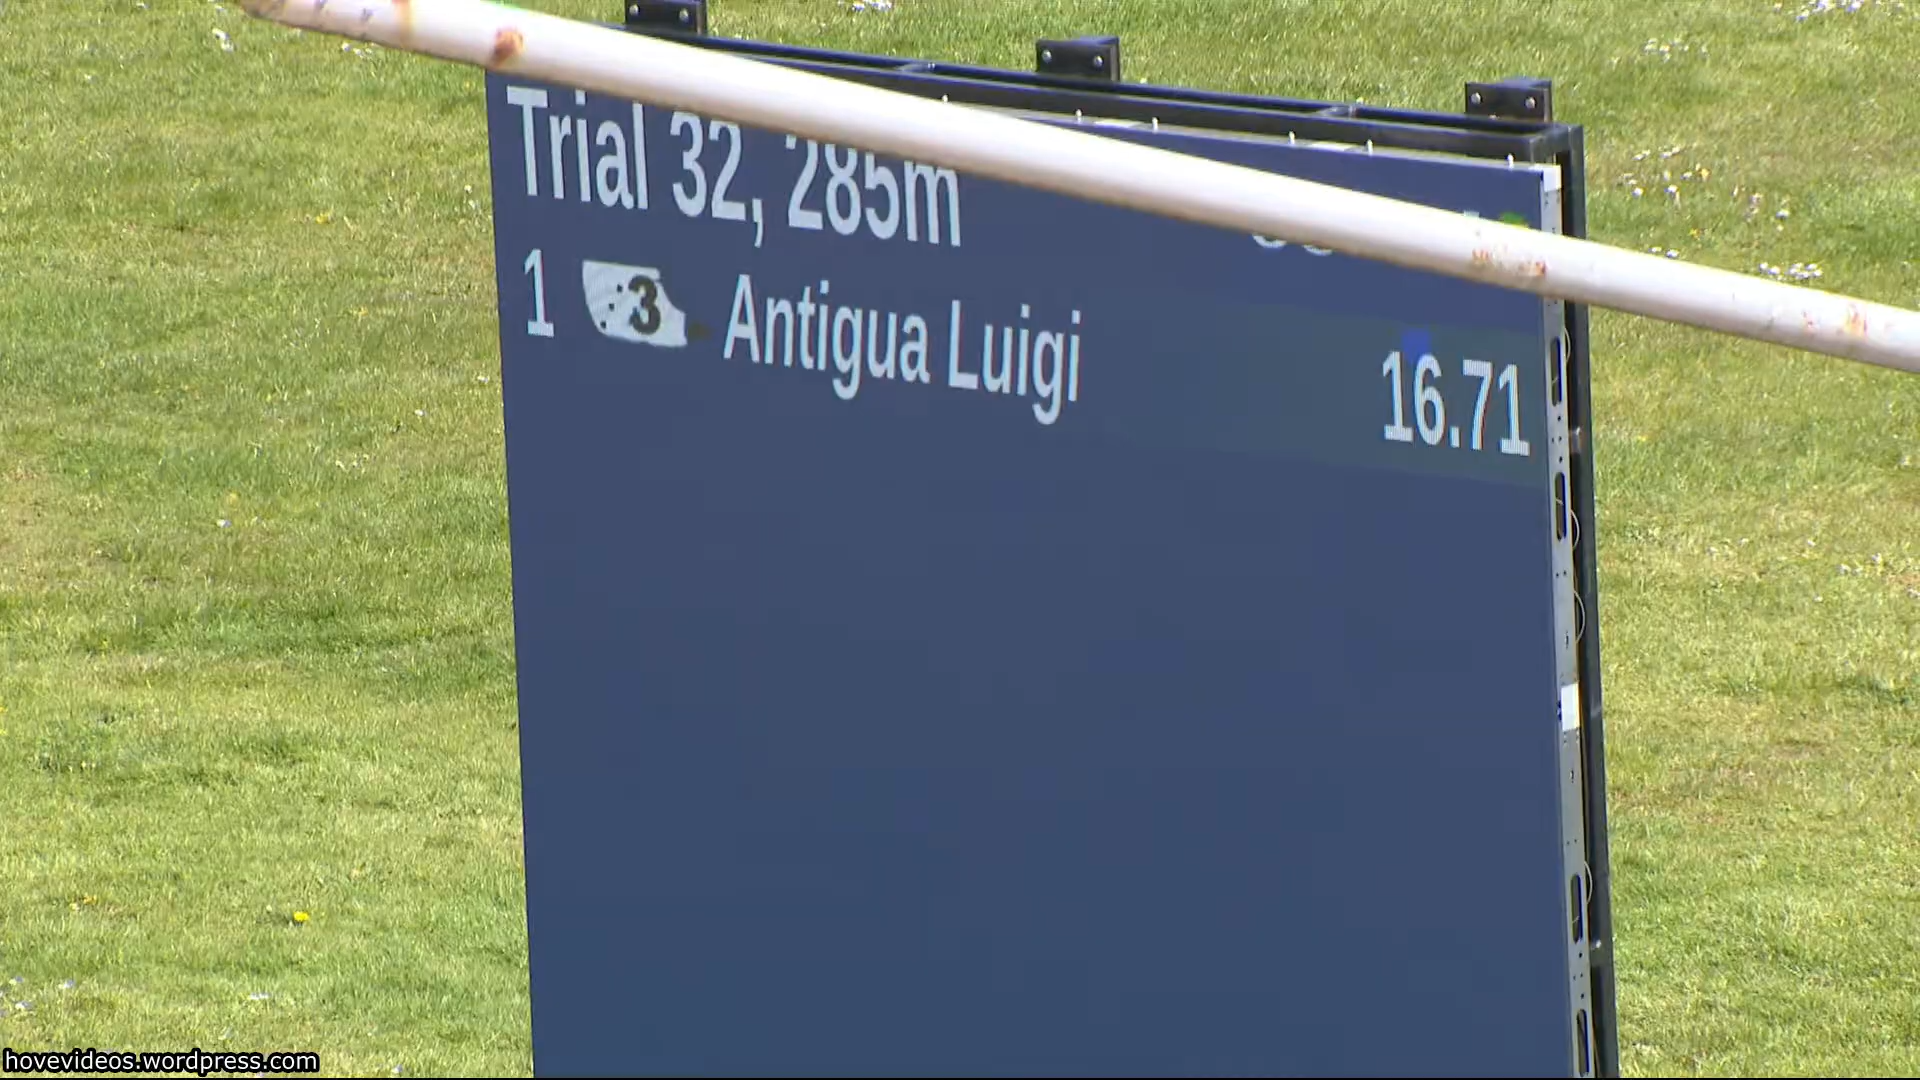 Trial 32, 285m
1 3 Antigua Luigi 16.71
hovevideos.wordpress.com